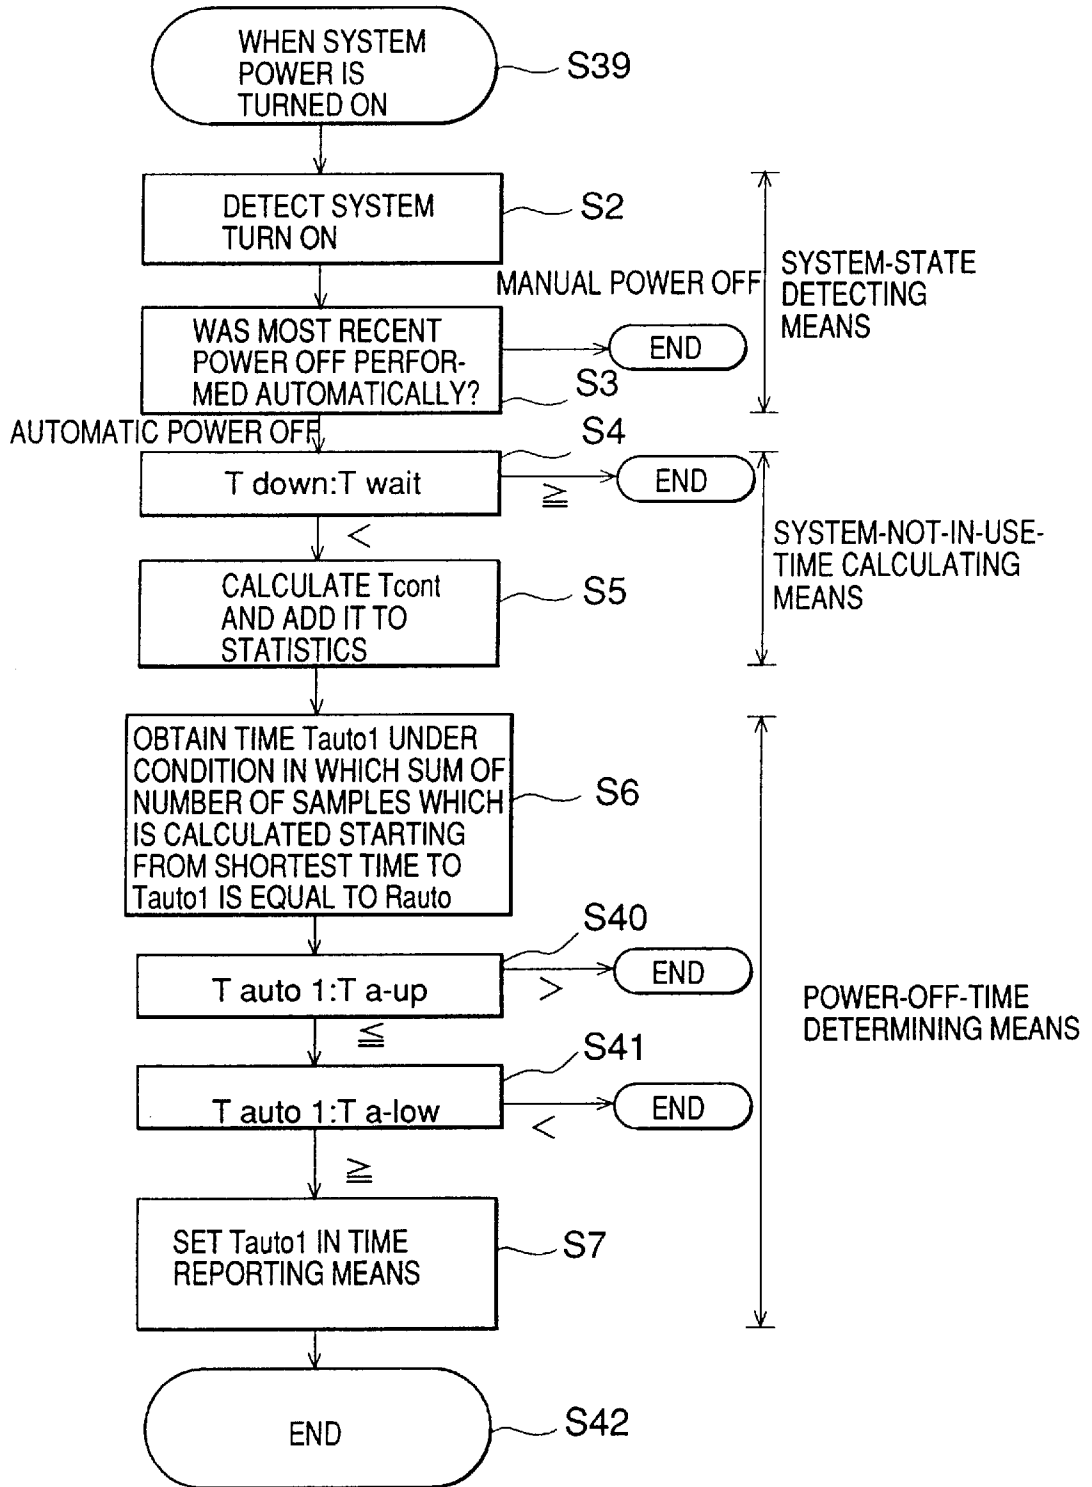 WHEN SYSTEM
POWER IS
TURNED ON
S39
DETECT SYSTEM
TURN ON
S2
MANUAL POWER OFF
SYSTEM-STATE
DETECTING
MEANS
WAS MOST RECENT
POWER OFF PERFOR-
MED AUTOMATICALLY?
END
S3
AUTOMATIC POWER OFF
S4
T down:T wait
≧
END
<
SYSTEM-NOT-IN-USE-
TIME CALCULATING
MEANS
CALCULATE Tcont
AND ADD IT TO
STATISTICS
S5
OBTAIN TIME Tauto1 UNDER
CONDITION IN WHICH SUM OF
NUMBER OF SAMPLES WHICH
IS CALCULATED STARTING
FROM SHORTEST TIME TO
Tauto1 IS EQUAL TO Rauto
S6
S40
T auto 1:T a-up
>
END
≦
POWER-OFF-TIME
DETERMINING MEANS
S41
T auto 1:T a-low
<
END
≧
SET Tauto1 IN TIME
REPORTING MEANS
S7
END
S42